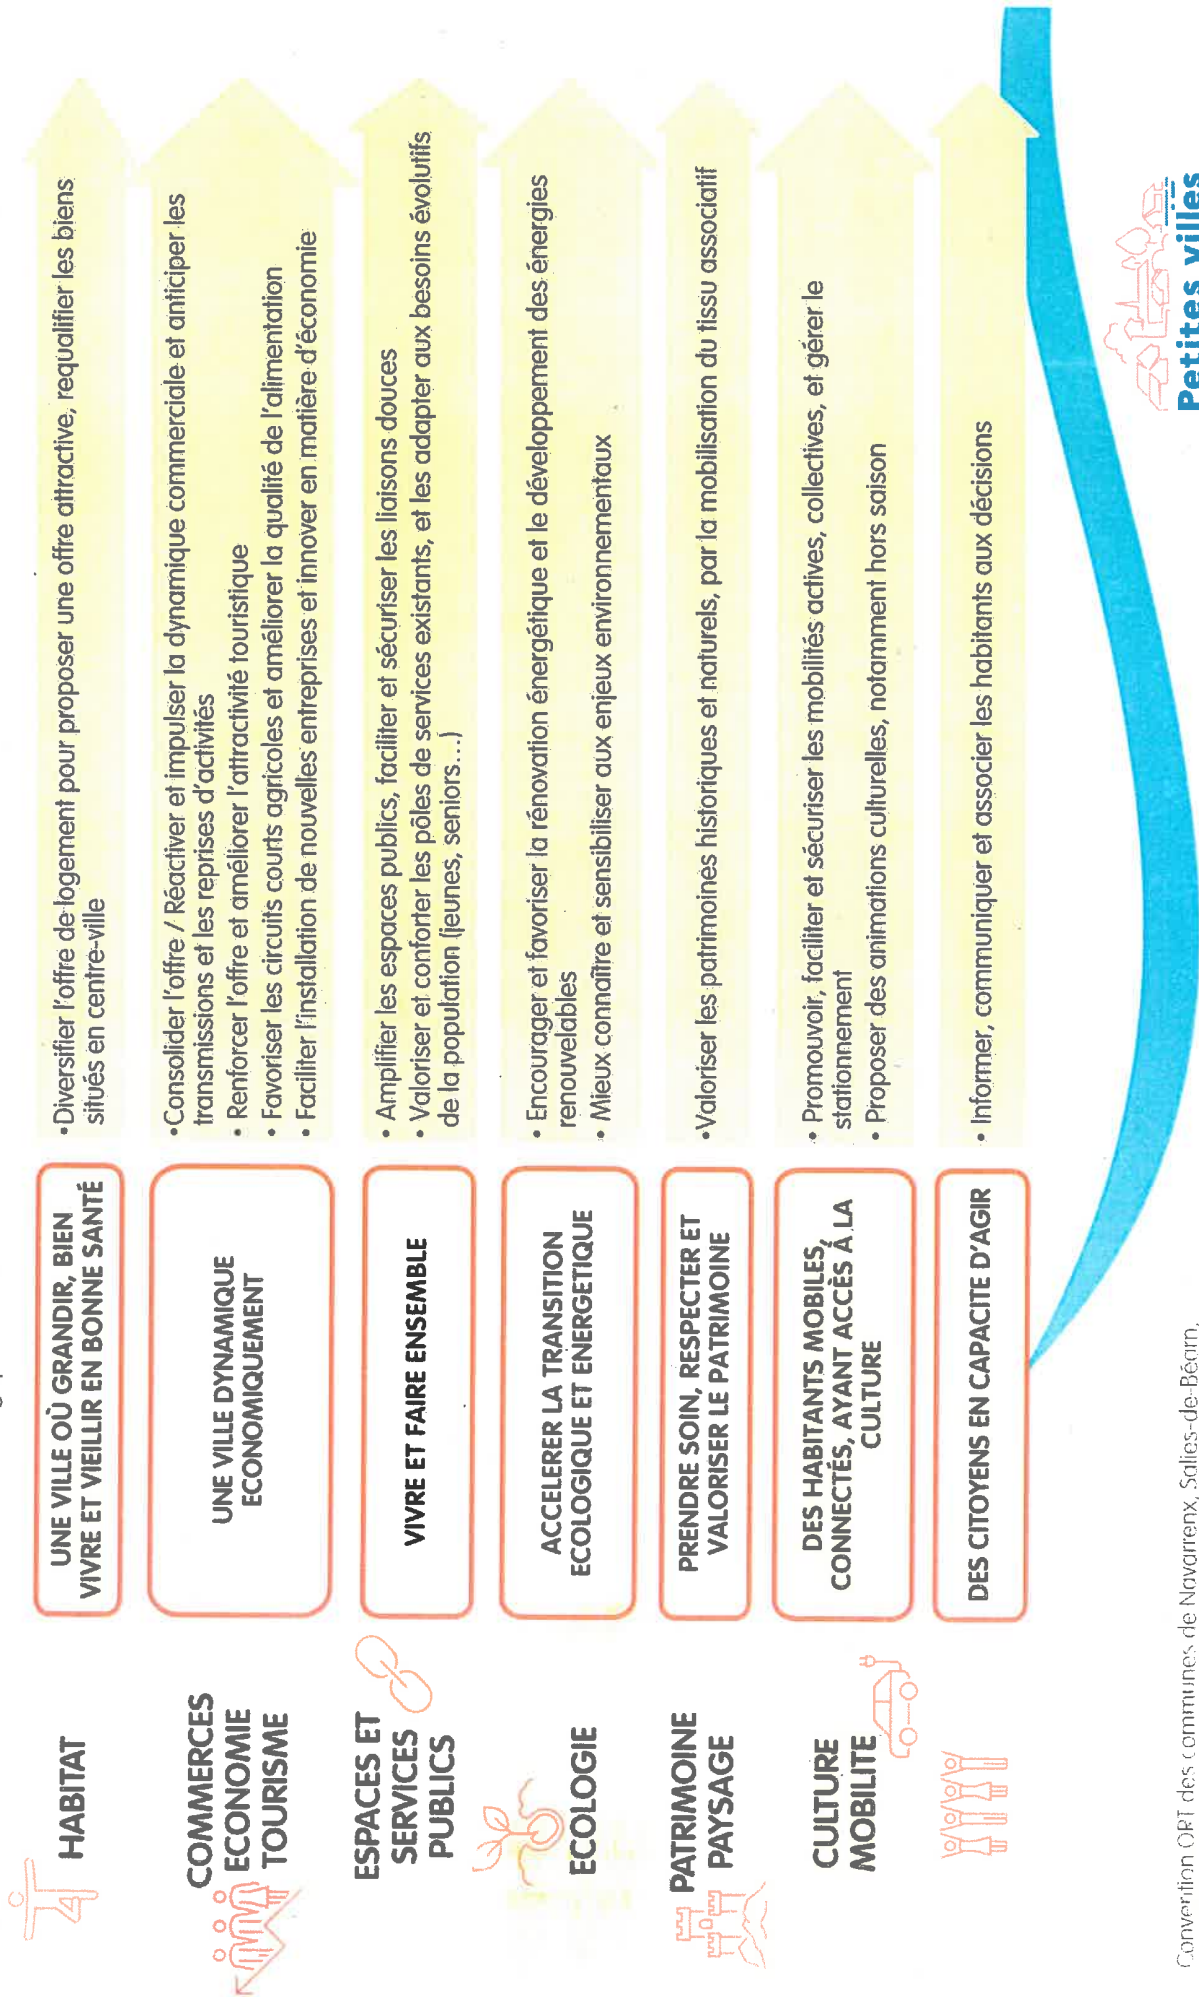 HABITAT
UNE VILLE OÙ GRANDIR, BIEN
VIVRE ET VIEILLIR EN BONNE SANTÉ
•Diversifier l'offre de logement pour proposer une offre attractive, requalifier les biens
situés en centre-ville
COMMERCES
ECONOMIE
TOURISME
UNE VILLE DYNAMIQUE
ECONOMIQUEMENT
•Consolider l'offre / Réactiver et impulser la dynamique commerciale et anticiper les
transmissions et les reprises d'activités
• Renforcer l'offre et améliorer l'attractivité touristique
• Favoriser les circuits courts agricoles et améliorer la qualité de l'alimentation
• Faciliter l'installation de nouvelles entreprises et innover en matière d'économie
ESPACES ET
SERVICES
PUBLICS
VIVRE ET FAIRE ENSEMBLE
• Amplifier les espaces publics, faciliter et sécuriser les liaisons douces
• Valoriser et conforter les pôles de services existants, et les adapter aux besoins évolutifs
de la population (jeunes, seniors...)
ECOLOGIE
ACCELERER LA TRANSITION
ECOLOGIQUE ET ENERGETIQUE
• Encourager et favoriser la rénovation énergétique et le développement des énergies
renouvelables
• Mieux connaître et sensibiliser aux enjeux environnementaux
PATRIMOINE
PAYSAGE
PRENDRE SOIN, RESPECTER ET
VALORISER LE PATRIMOINE
•Valoriser les patrimoines historiques et naturels, par la mobilisation du tissu associatif
CULTURE
MOBILITE
DES HABITANTS MOBILES,
CONNECTÉS, AYANT ACCÈS À LA
CULTURE
• Promouvoir, faciliter et sécuriser les mobilités actives, collectives, et gérer le
stationnement
• Proposer des animations culturelles, notamment hors saison
DES CITOYENS EN CAPACITE D'AGIR
• Informer, communiquer et associer les habitants aux décisions
Convention ORT des communes de Navarrenx, Salies-de-Béarn,
Petites villes